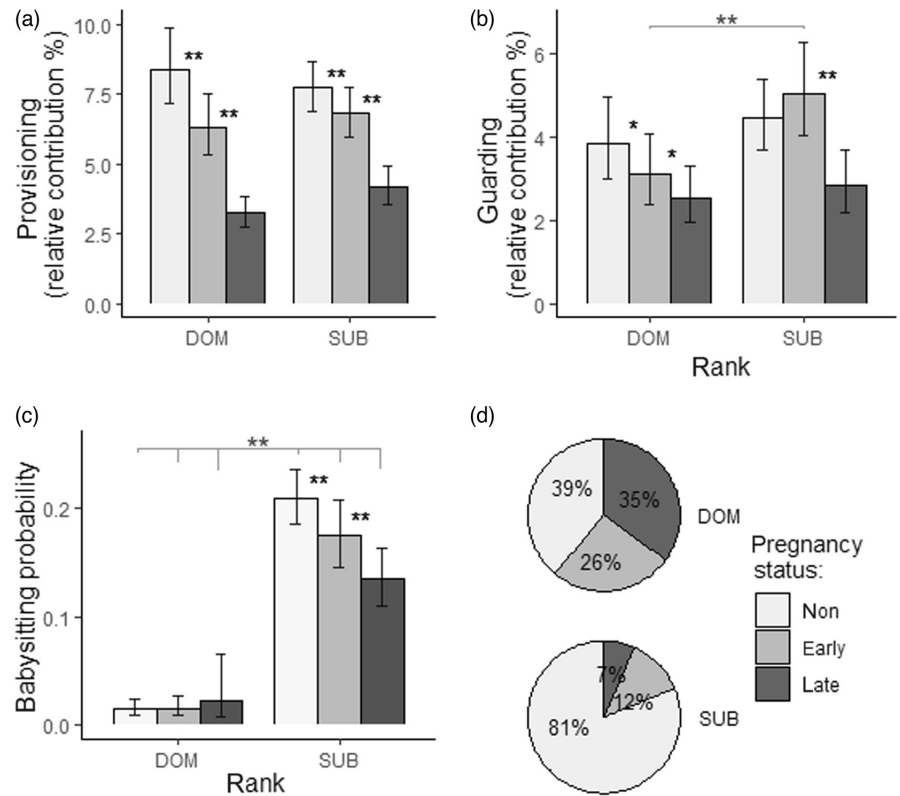 (a)
Provisioning
(relative contribution %)
10.0
7.5
5.0
2.5
0.0
**
**
**
**
DOM
SUB
(b)
Guarding
(relative contribution %)
6
4
2
0
**
*
*
**
DOM
SUB
Rank
(c)
Babysitting probability
0.2
0.1
0.0
**
**
**
DOM
SUB
Rank
(d)
39%
35%
26%
DOM
7%
12%
81%
SUB
Pregnancy
status:
Non
Early
Late